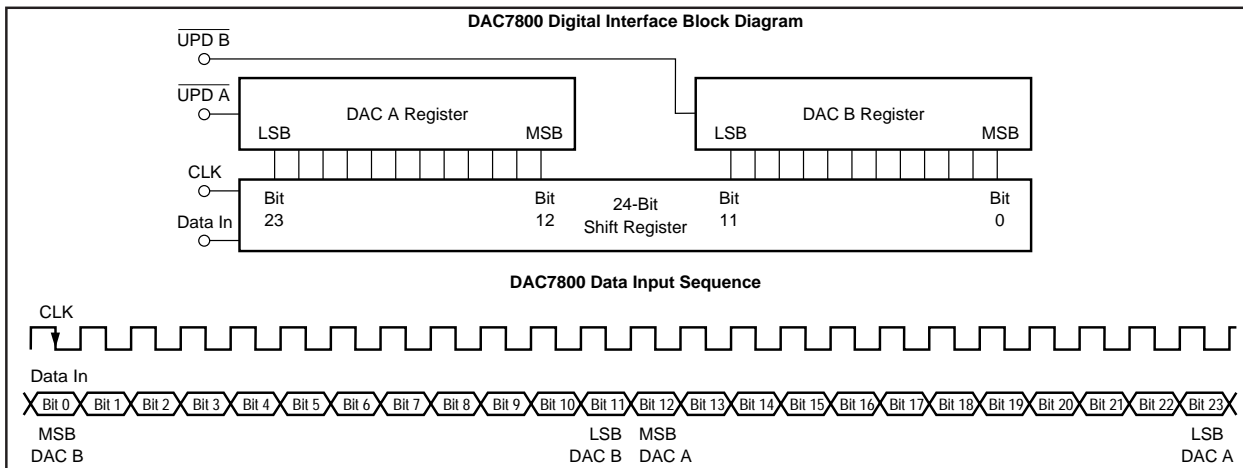 DAC7800 Digital Interface Block Diagram
UPD B
UPD A
DAC A Register
LSB MSB
DAC B Register
LSB MSB
CLK
Data In
Bit 23
Bit 12
24-Bit
Shift Register
Bit 11
Bit 0
DAC7800 Data Input Sequence
CLK
Data In
Bit 0 Bit 1 Bit 2 Bit 3 Bit 4 Bit 5 Bit 6 Bit 7 Bit 8 Bit 9 Bit 10 Bit 11 Bit 12 Bit 13 Bit 14 Bit 15 Bit 16 Bit 17 Bit 18 Bit 19 Bit 20 Bit 21 Bit 22 Bit 23
MSB LSB MSB LSB
DAC B DAC B DAC A DAC A